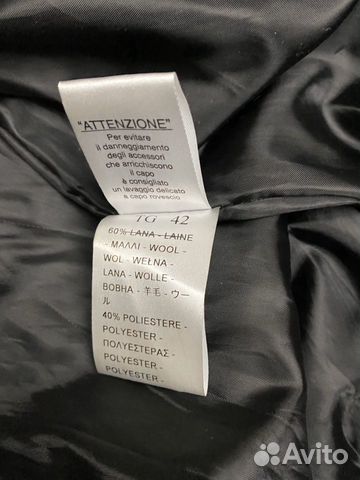 "ATTENZIONE"
Per evitare
il danneggiamento
degli accessori
che arricchiscono
il capo
è consigliato
un lavaggio delicato
a capo rovescio
TG 42
60% LANA - LAINE
- ΜΑΛΛΙ - WOOL -
WOL - WEŁNA -
LANA - WOLLE -
ВОВНА - 羊毛 - ウー
ル
40% POLIESTERE -
POLYESTER -
ΠΟΛΥΕΣΤΕΡΑΣ -
POLYESTER -
POLYESTER -
Avito